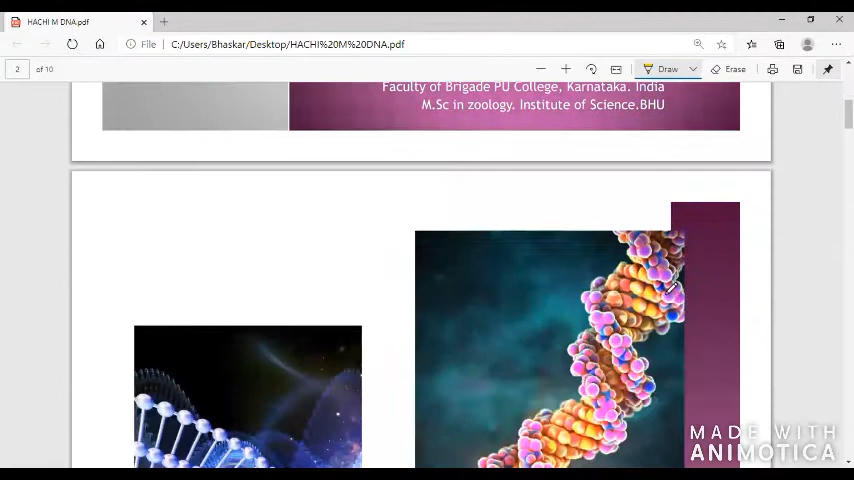 HACHI M DNA.pdf
File
C:/Users/Bhaskar/Desktop/HACHI%20M%20DNA.pdf
2 of 10
Draw
Erase
Faculty of Brigade PU College, Karnataka. India
M.Sc in zoology. Institute of Science.BHU
MADE WITH
ANIMOTICA